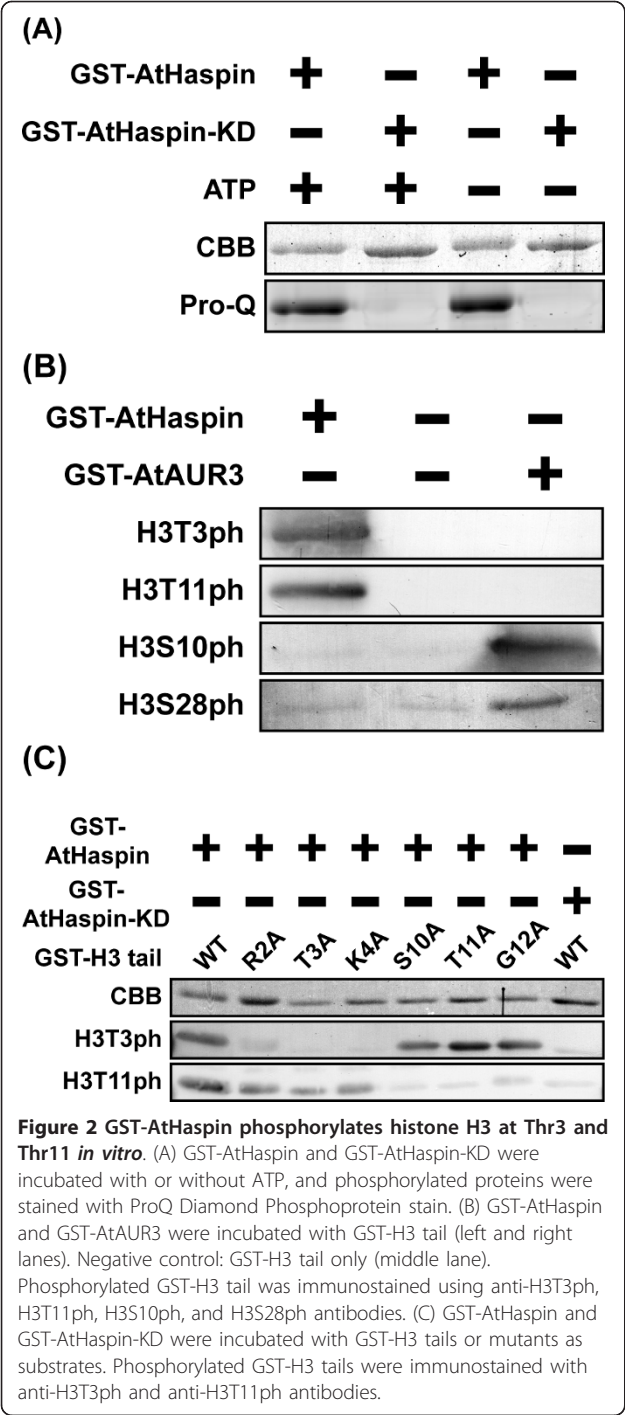 (A)
GST-AtHaspin + − + −
GST-AtHaspin-KD − + − +
ATP + + − −
CBB
Pro-Q
(B)
GST-AtHaspin + − −
GST-AtAUR3 − − +
H3T3ph
H3T11ph
H3S10ph
H3S28ph
(C)
GST-
AtHaspin + + + + + + + −
GST-
AtHaspin-KD − − − − − − − +
GST-H3 tail WT R2A T3A K4A S10A T11A G12A WT
CBB
H3T3ph
H3T11ph
Figure 2 GST-AtHaspin phosphorylates histone H3 at Thr3 and
Thr11 in vitro. (A) GST-AtHaspin and GST-AtHaspin-KD were
incubated with or without ATP, and phosphorylated proteins were
stained with ProQ Diamond Phosphoprotein stain. (B) GST-AtHaspin
and GST-AtAUR3 were incubated with GST-H3 tail (left and right
lanes). Negative control: GST-H3 tail only (middle lane).
Phosphorylated GST-H3 tail was immunostained using anti-H3T3ph,
H3T11ph, H3S10ph, and H3S28ph antibodies. (C) GST-AtHaspin and
GST-AtHaspin-KD were incubated with GST-H3 tails or mutants as
substrates. Phosphorylated GST-H3 tails were immunostained with
anti-H3T3ph and anti-H3T11ph antibodies.